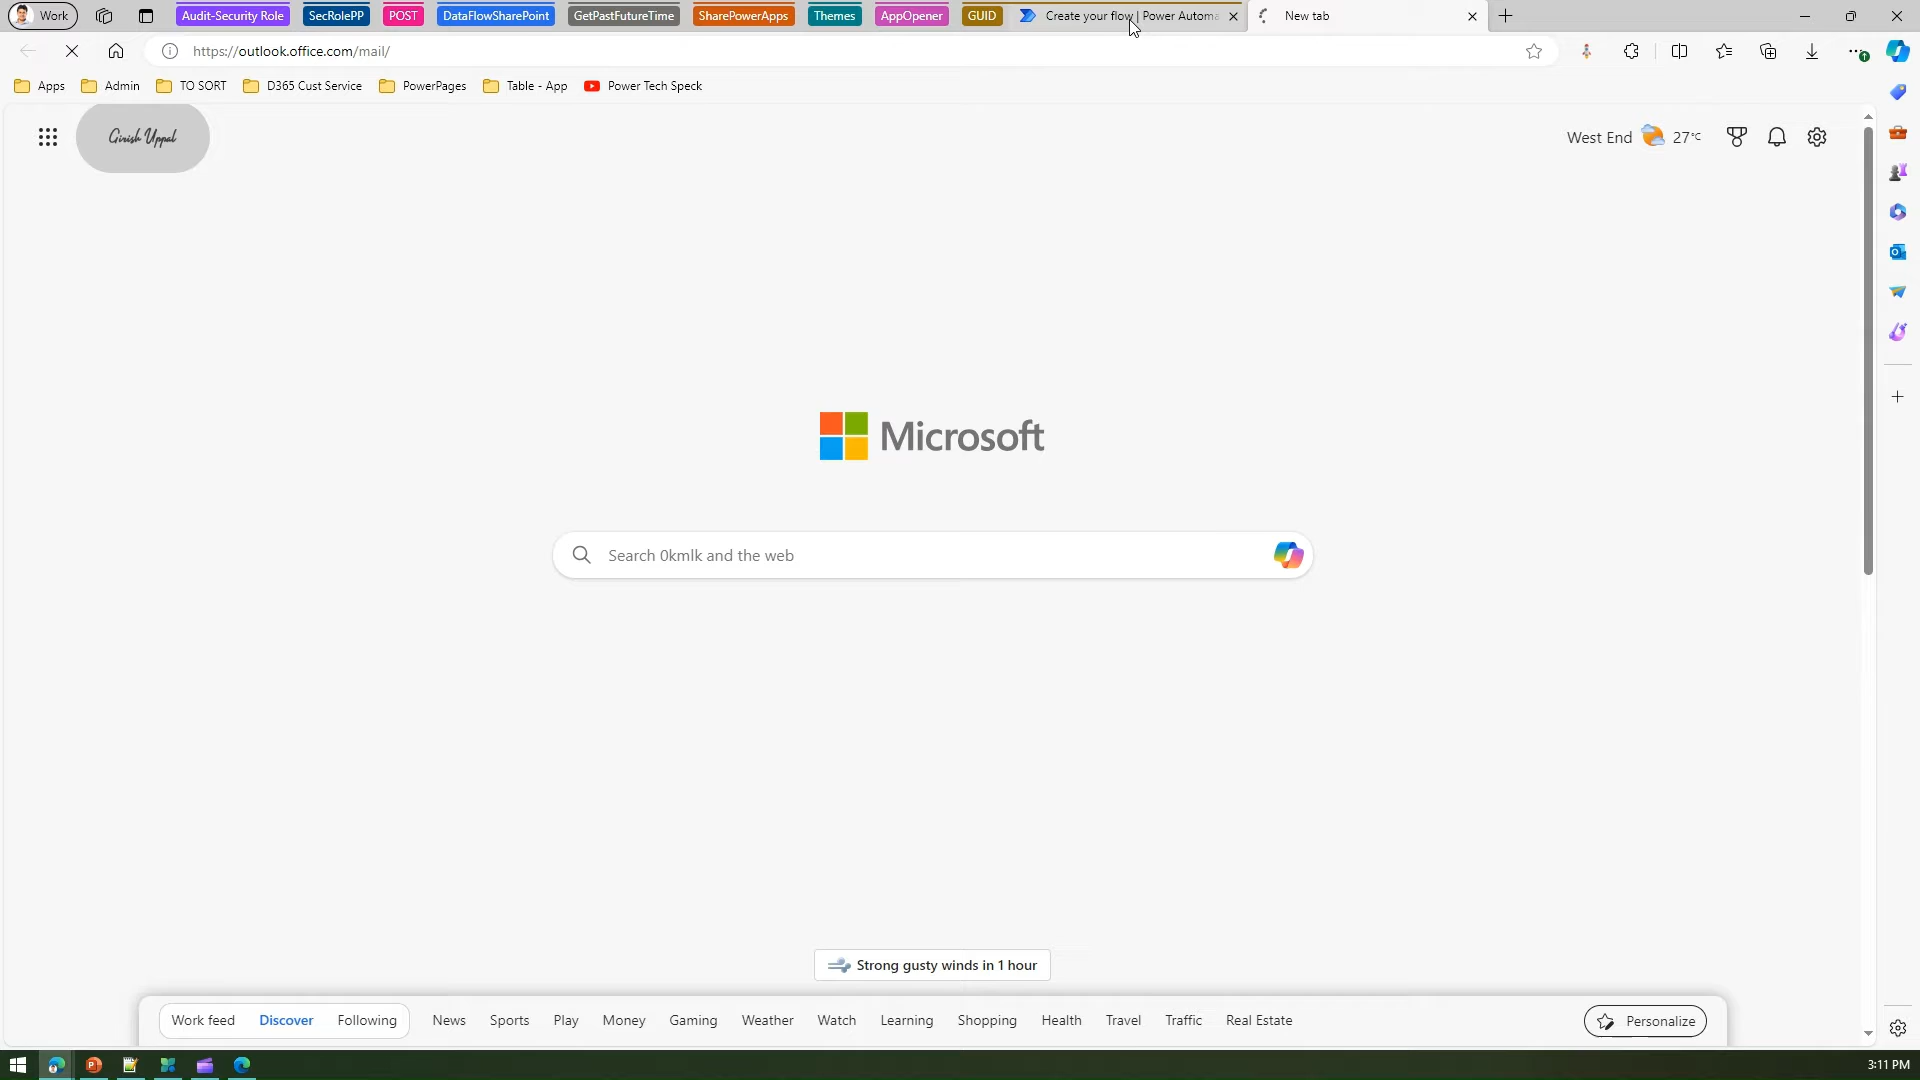 Work
Audit-Security Role
SecRolePP
POST
DataFlowSharePoint
GetPastFutureTime
SharePowerApps
Themes
AppOpener
GUID
Create your flow | Power Automa
New tab
https://outlook.office.com/mail/
Apps
Admin
TO SORT
D365 Cust Service
PowerPages
Table - App
Power Tech Speck
Girish Uppal
West End 27°C
Microsoft
Search 0kmlk and the web
Strong gusty winds in 1 hour
Work feed
Discover
Following
News
Sports
Play
Money
Gaming
Weather
Watch
Learning
Shopping
Health
Travel
Traffic
Real Estate
Personalize
3:11 PM